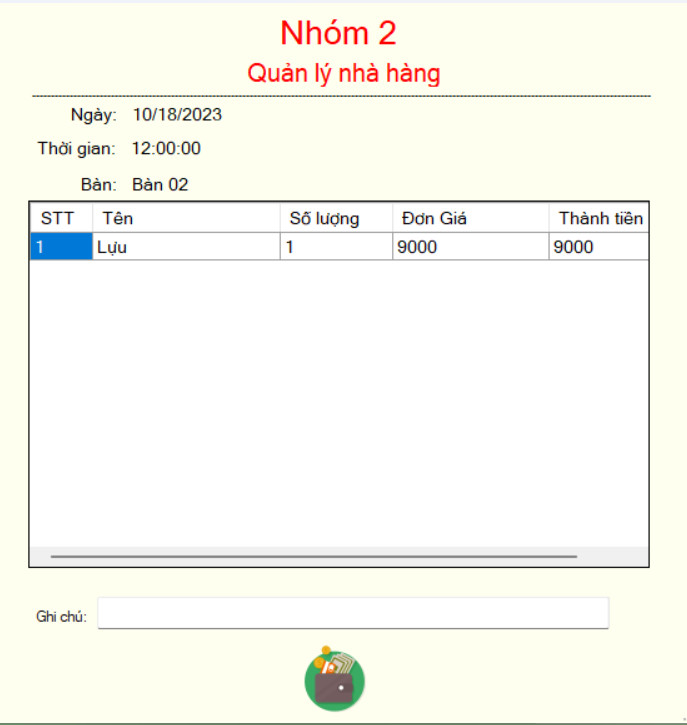 Nhóm 2
Quản lý nhà hàng
Ngày: 10/18/2023
Thời gian: 12:00:00
Bàn: Bàn 02
STT Tên Số lượng Đơn Giá Thành tiền
1 Lựu 1 9000 9000
Ghi chú: